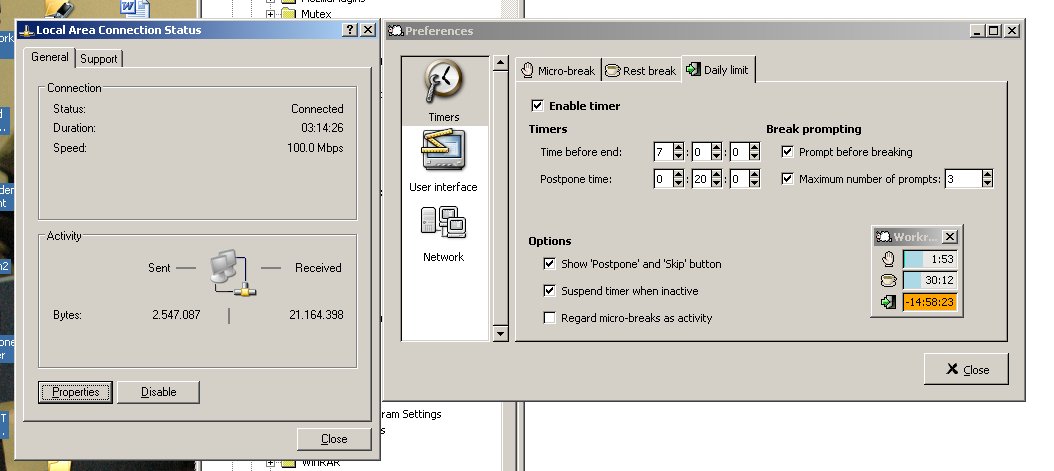 MozillaPlugins
Mutex
Local Area Connection Status
General
Support
Connection
Status: Connected
Duration: 03:14:26
Speed: 100.0 Mbps
Activity
Sent
Received
Bytes: 2.547.087 21.164.398
Properties
Disable
Close
Preferences
Timers
User interface
Network
Micro-break
Rest break
Daily limit
Enable timer
Timers
Time before end: 7 : 0 : 0
Postpone time: 0 : 20 : 0
Break prompting
Prompt before breaking
Maximum number of prompts: 3
Options
Show 'Postpone' and 'Skip' button
Suspend timer when inactive
Regard micro-breaks as activity
Workr...
1:53
30:12
-14:58:23
Close
ram Settings
WinRAR